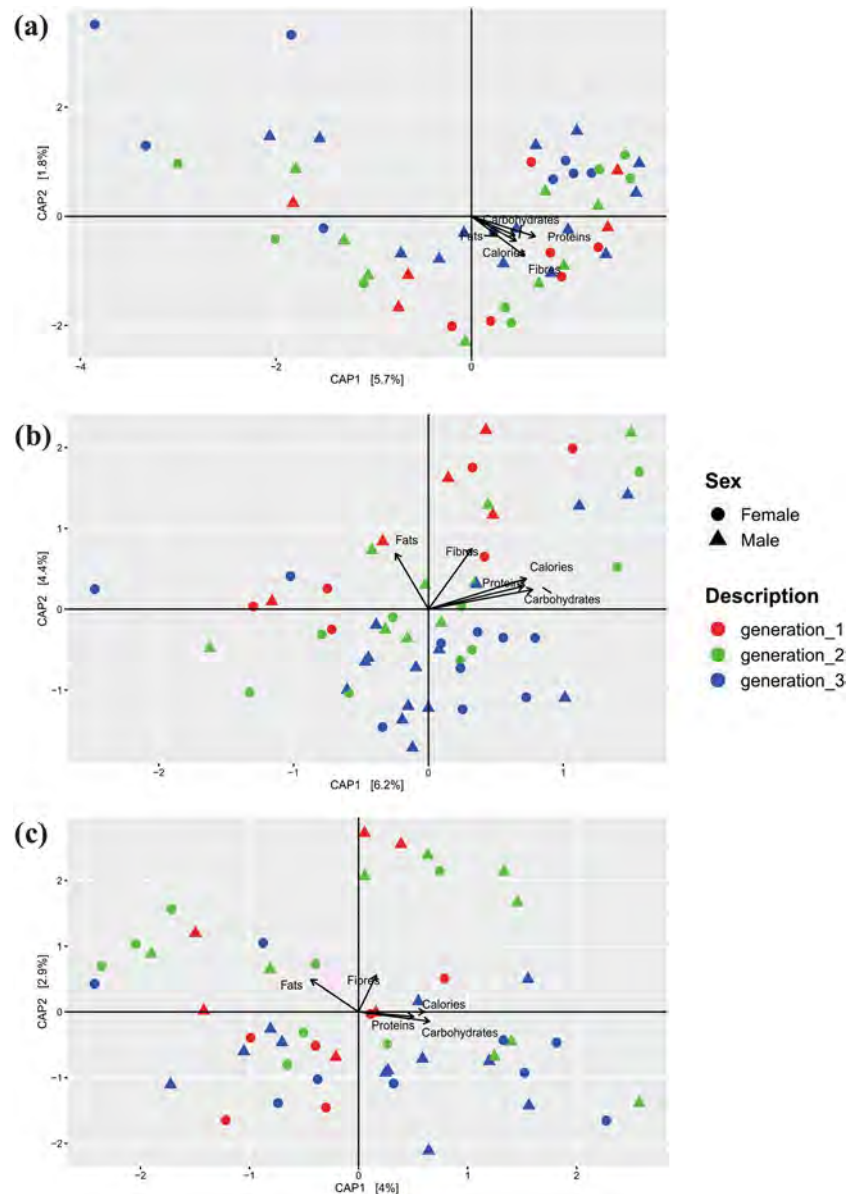 (a)
2
0
-2
CAP2 [1.8%]
Carbohydrates
Fats
Proteins
Calories
Fibres
-4
-2
0
CAP1 [5.7%]
(b)
2
1
0
-1
CAP2 [4.4%]
Fats
Fibres
Calories
Proteins
Carbohydrates
-2
-1
0
1
CAP1 [6.2%]
Sex
Female
Male
Description
generation_1
generation_2
generation_3
(c)
2
1
0
-1
-2
CAP2 [2.9%]
Fats
Fibres
Calories
Proteins
Carbohydrates
-2
-1
0
1
2
CAP1 [4%]